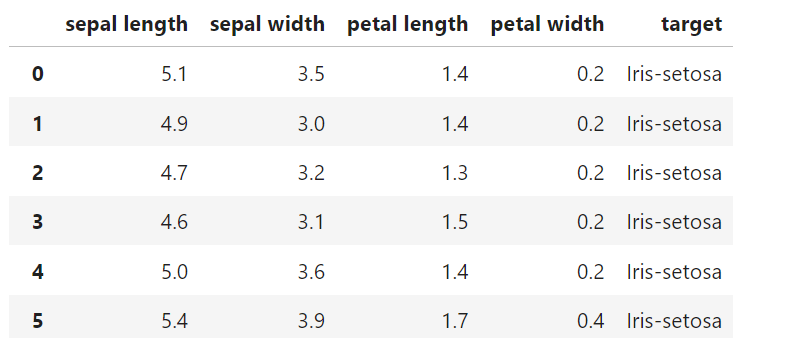 sepal length sepal width petal length petal width target
0 5.1 3.5 1.4 0.2 Iris-setosa
1 4.9 3.0 1.4 0.2 Iris-setosa
2 4.7 3.2 1.3 0.2 Iris-setosa
3 4.6 3.1 1.5 0.2 Iris-setosa
4 5.0 3.6 1.4 0.2 Iris-setosa
5 5.4 3.9 1.7 0.4 Iris-setosa